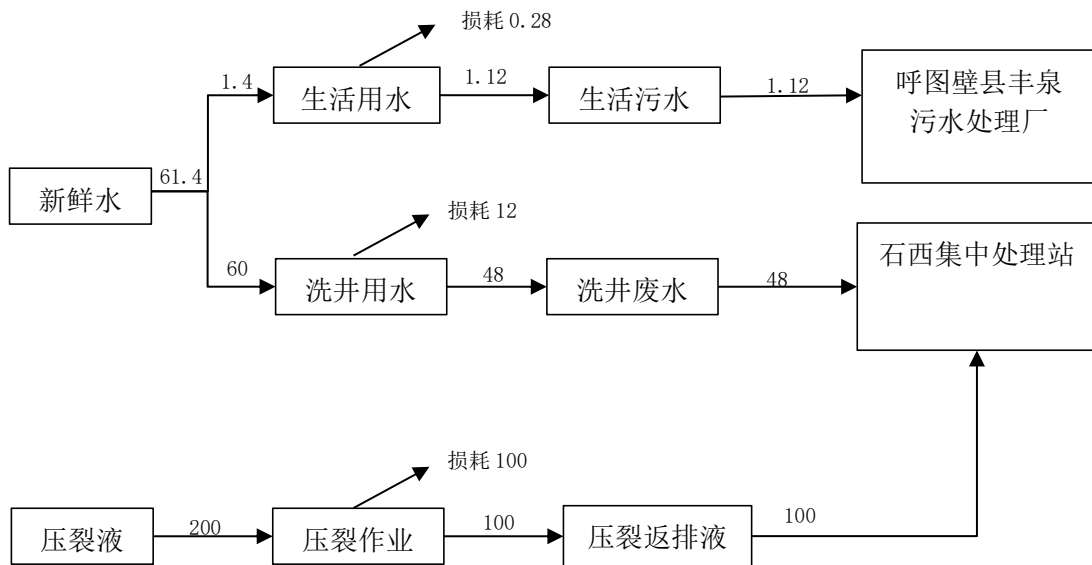 损耗 0.28
1.4
生活用水
1.12
生活污水
1.12
呼图壁县丰泉
污水处理厂
新鲜水
61.4
损耗 12
60
洗井用水
48
洗井废水
48
石西集中处理站
损耗 100
压裂液
200
压裂作业
100
压裂返排液
100